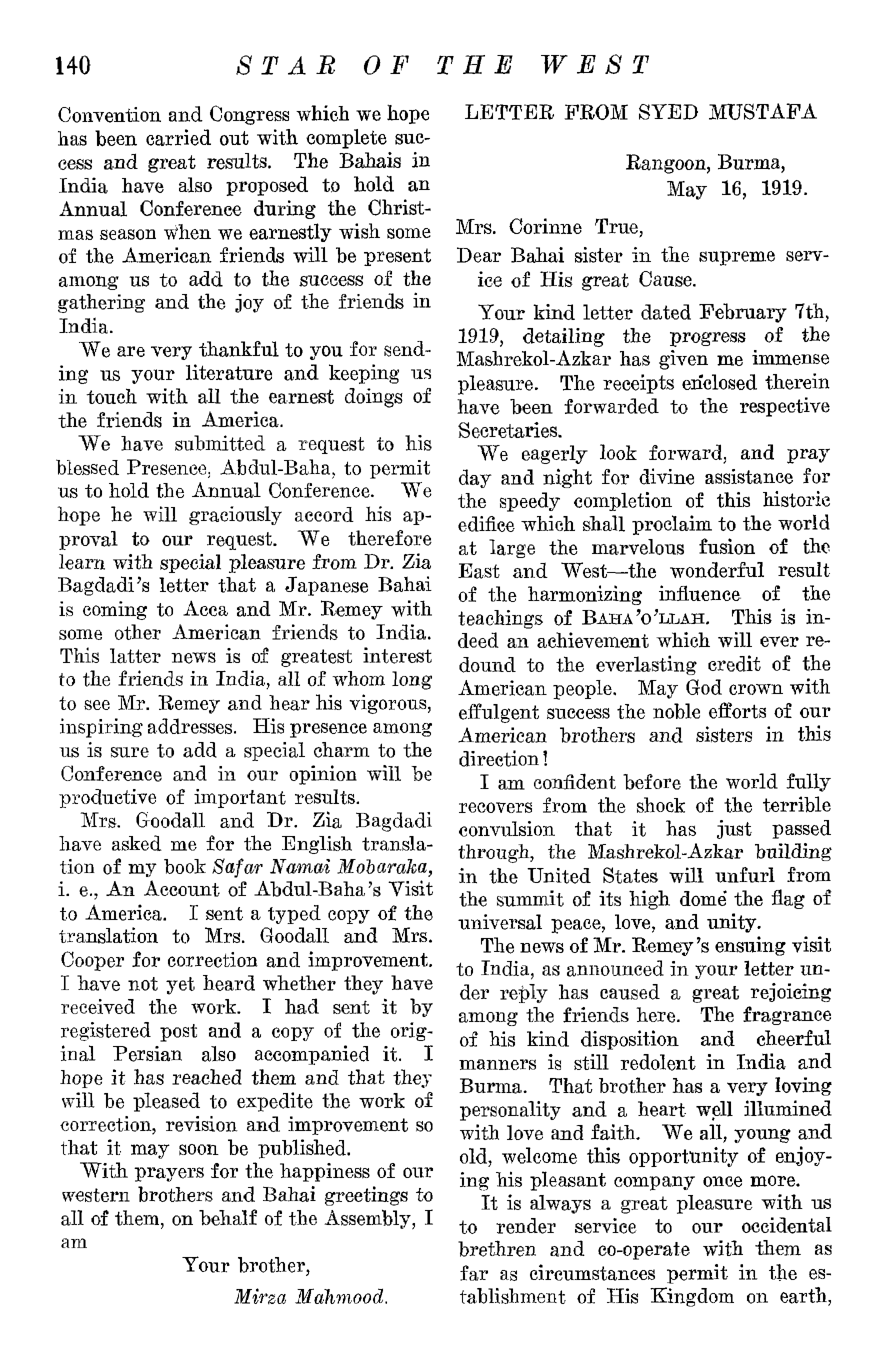 140 STAR OF THE WEST
Convention and Congress which we hope
has been carried out with complete suc-
cess and great results. The Bahais in
India have also proposed to hold an
Annual Conference during the Christ-
mas season when we earnestly wish some
of the American friends will be present
among us to add to the success of the
gathering and the joy of the friends in
India.
We are very thankful to you for send-
ing us your literature and keeping us
in touch with all the earnest doings of
the friends in America.
We have submitted a request to his
blessed Presence, Abdul-Baha, to permit
us to hold the Annual Conference. We
hope he will graciously accord his ap-
proval to our request. We therefore
learn with special pleasure from Dr. Zia
Bagdadi's letter that a Japanese Bahai
is coming to Acca and Mr. Remey with
some other American friends to India.
This latter news is of greatest interest
to the friends in India, all of whom long
to see Mr. Remey and hear his vigorous,
inspiring addresses. His presence among
us is sure to add a special charm to the
Conference and in our opinion will be
productive of important results.
Mrs. Goodall and Dr. Zia Bagdadi
have asked me for the English transla-
tion of my book Safar Namai Mobaraka,
i. e., An Account of Abdul-Baha's Visit
to America. I sent a typed copy of the
translation to Mrs. Goodall and Mrs.
Cooper for correction and improvement.
I have not yet heard whether they have
received the work. I had sent it by
registered post and a copy of the orig-
inal Persian also accompanied it. I
hope it has reached them and that they
will be pleased to expedite the work of
correction, revision and improvement so
that it may soon be published.
With prayers for the happiness of our
western brothers and Bahai greetings to
all of them, on behalf of the Assembly, I
am
Your brother,
Mirza Mahmood.
LETTER FROM SYED MUSTAFA
Rangoon, Burma,
May 16, 1919.
Mrs. Corinne True,
Dear Bahai sister in the supreme serv-
ice of His great Cause.
Your kind letter dated February 7th,
1919, detailing the progress of the
Mashrekol-Azkar has given me immense
pleasure. The receipts enclosed therein
have been forwarded to the respective
Secretaries.
We eagerly look forward, and pray
day and night for divine assistance for
the speedy completion of this historic
edifice which shall proclaim to the world
at large the marvelous fusion of the
East and West—the wonderful result
of the harmonizing influence of the
teachings of BAHA'O'LLAH. This is in-
deed an achievement which will ever re-
dound to the everlasting credit of the
American people. May God crown with
effulgent success the noble efforts of our
American brothers and sisters in this
direction!
I am confident before the world fully
recovers from the shock of the terrible
convulsion that it has just passed
through, the Mashrekol-Azkar building
in the United States will unfurl from
the summit of its high dome the flag of
universal peace, love, and unity.
The news of Mr. Remey's ensuing visit
to India, as announced in your letter un-
der reply has caused a great rejoicing
among the friends here. The fragrance
of his kind disposition and cheerful
manners is still redolent in India and
Burma. That brother has a very loving
personality and a heart well illumined
with love and faith. We all, young and
old, welcome this opportunity of enjoy-
ing his pleasant company once more.
It is always a great pleasure with us
to render service to our occidental
brethren and co-operate with them as
far as circumstances permit in the es-
tablishment of His Kingdom on earth,